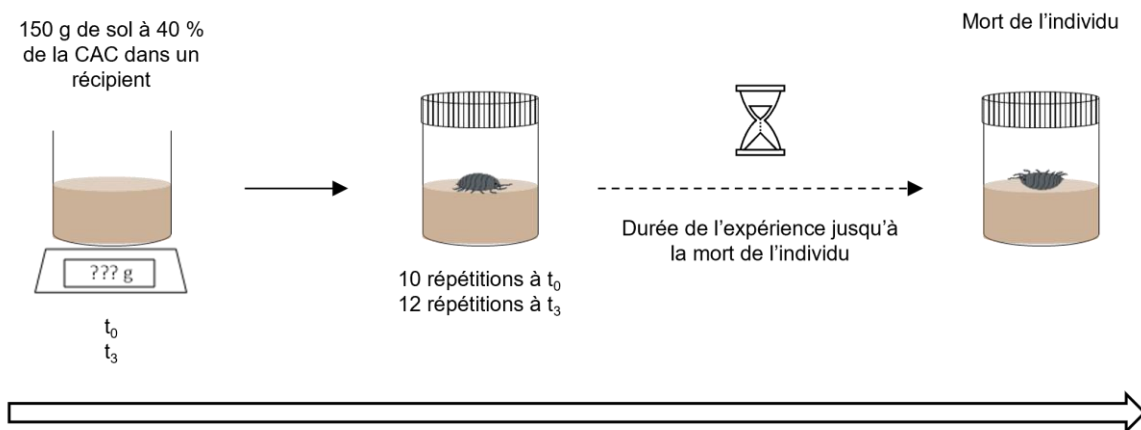 150 g de sol à 40 %
de la CAC dans un
récipient
??? g
t₀
t₃
10 répétitions à t₀
12 répétitions à t₃
Durée de l’expérience jusqu’à
la mort de l’individu
Mort de l’individu